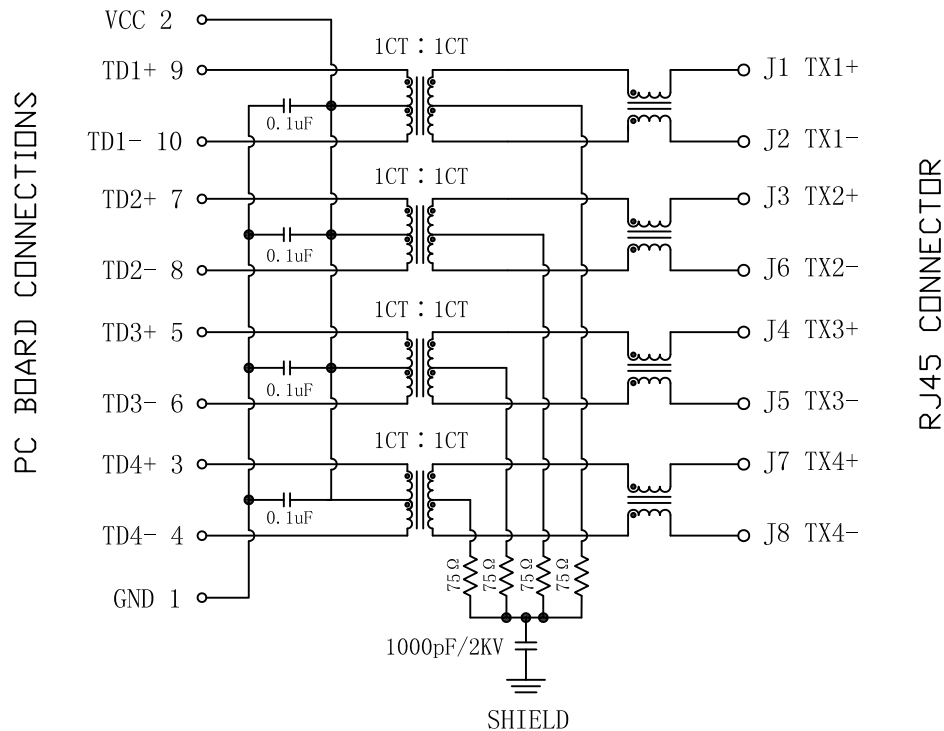 PC BOARD CONNECTIONS
VCC 2
1CT : 1CT
TD1+ 9
J1 TX1+
0.1uF
TD1- 10
J2 TX1-
1CT : 1CT
TD2+ 7
J3 TX2+
0.1uF
TD2- 8
J6 TX2-
1CT : 1CT
TD3+ 5
J4 TX3+
0.1uF
TD3- 6
J5 TX3-
1CT : 1CT
TD4+ 3
J7 TX4+
0.1uF
TD4- 4
J8 TX4-
75Ω
75Ω
75Ω
75Ω
GND 1
1000pF/2KV
SHIELD
RJ45 CONNECTOR